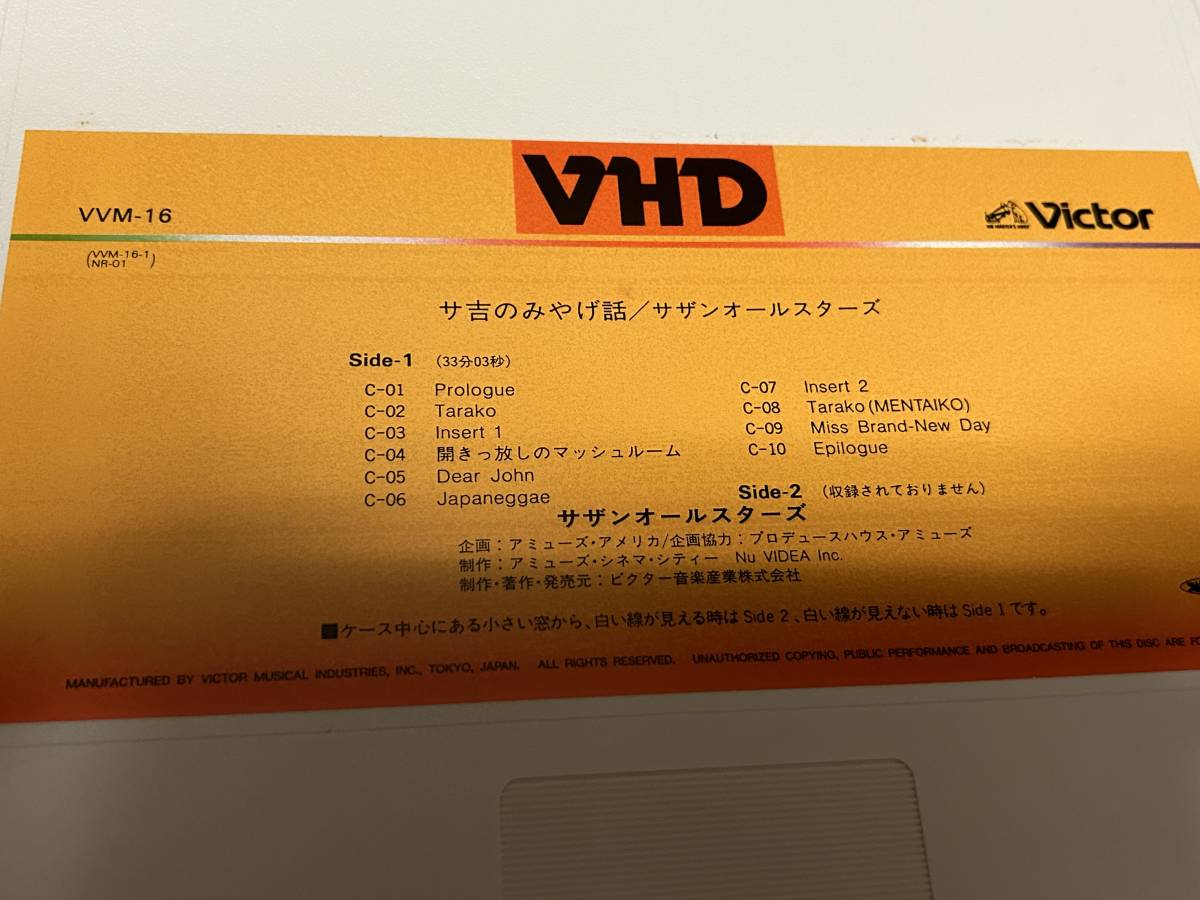 VHD
VVM-16
Victor
(VVM-16-1
NR-01)
サ吉のみやげ話/サザンオールスターズ
Side-1 (33分03秒)
C-01 Prologue
C-02 Tarako
C-03 Insert 1
C-04 開きっ放しのマッシュルーム
C-05 Dear John
C-06 Japaneggae
C-07 Insert 2
C-08 Tarako (MENTAIKO)
C-09 Miss Brand-New Day
C-10 Epilogue
Side-2 (収録されておりません)
サザンオールスターズ
企画:アミューズ・アメリカ/企画協力:プロデュースハウス・アミューズ
制作:アミューズ・シネマ・シティー Nu VIDEA Inc.
制作・著作・発売元:ビクター音楽産業株式会社
■ケース中心にある小さい窓から、白い線が見える時はSide 2、白い線が見えない時はSide 1です。
MANUFACTURED BY VICTOR MUSICAL INDUSTRIES, INC., TOKYO, JAPAN. ALL RIGHTS RESERVED. UNAUTHORIZED COPYING, PUBLIC PERFORMANCE AND BROADCASTING OF THIS DISC ARE